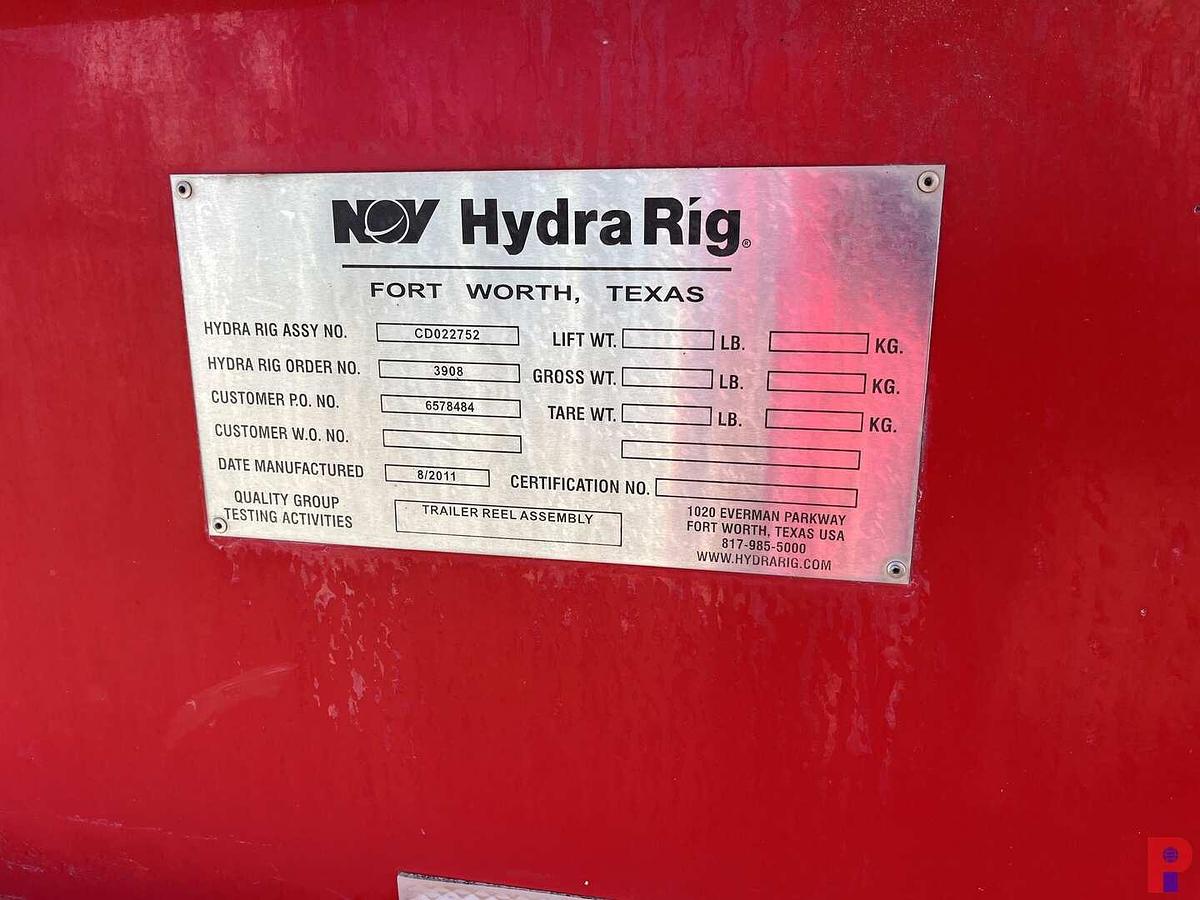 NOV Hydra Rig®
FORT WORTH, TEXAS
HYDRA RIG ASSY NO. CD022752 LIFT WT. LB. KG.
HYDRA RIG ORDER NO. 3908 GROSS WT. LB. KG.
CUSTOMER P.O. NO. 6578484 TARE WT. LB. KG.
CUSTOMER W.O. NO.
DATE MANUFACTURED 8/2011 CERTIFICATION NO.
QUALITY GROUP
TESTING ACTIVITIES
TRAILER REEL ASSEMBLY
1020 EVERMAN PARKWAY
FORT WORTH, TEXAS USA
817-985-5000
WWW.HYDRARIG.COM